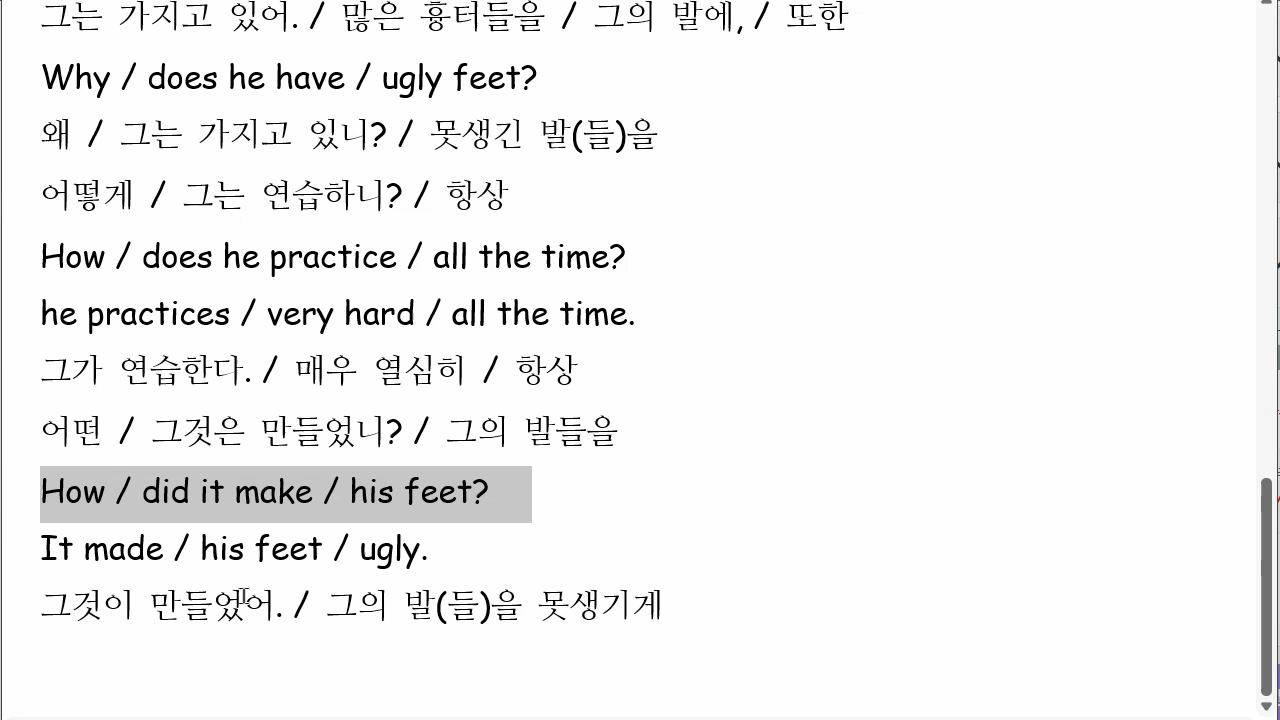 그는 가지고 있어. / 많은 흉터들을 / 그의 발에, / 또한
Why / does he have / ugly feet?
왜 / 그는 가지고 있니? / 못생긴 발(들)을
어떻게 / 그는 연습하니? / 항상
How / does he practice / all the time?
he practices / very hard / all the time.
그가 연습한다. / 매우 열심히 / 항상
어떤 / 그것은 만들었니? / 그의 발들을
How / did it make / his feet?
It made / his feet / ugly.
그것이 만들었어. / 그의 발(들)을 못생기게